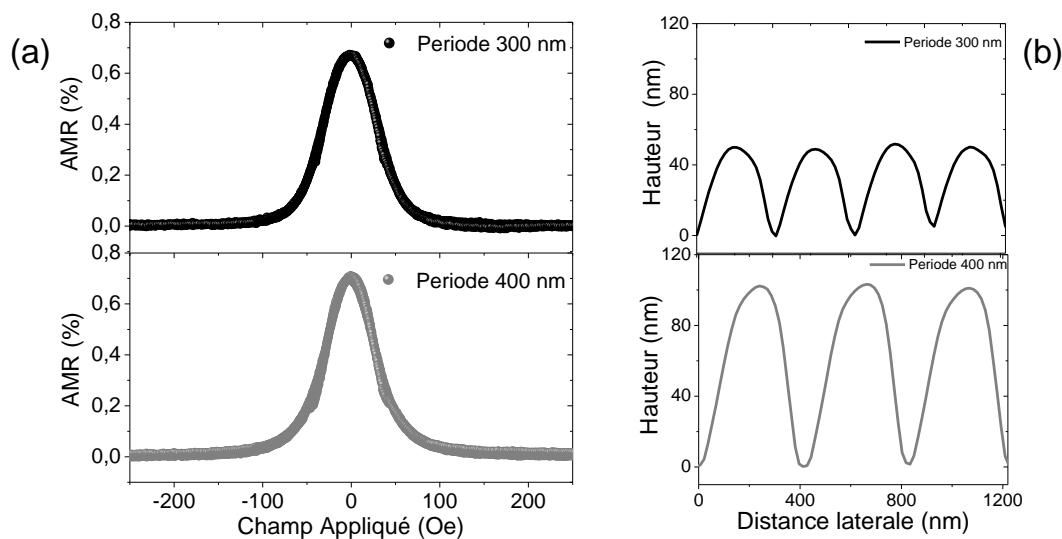 (a)
0,8
0,6
0,4
0,2
0,0
AMR (%)
Periode 300 nm
0,8
0,6
0,4
0,2
0,0
AMR (%)
Periode 400 nm
-200 -100 0 100 200
Champ Appliqué (Oe)
(b)
120
80
40
0
Hauteur (nm)
Periode 300 nm
120
80
40
0
Hauteur (nm)
Periode 400 nm
0 400 800 1200
Distance laterale (nm)